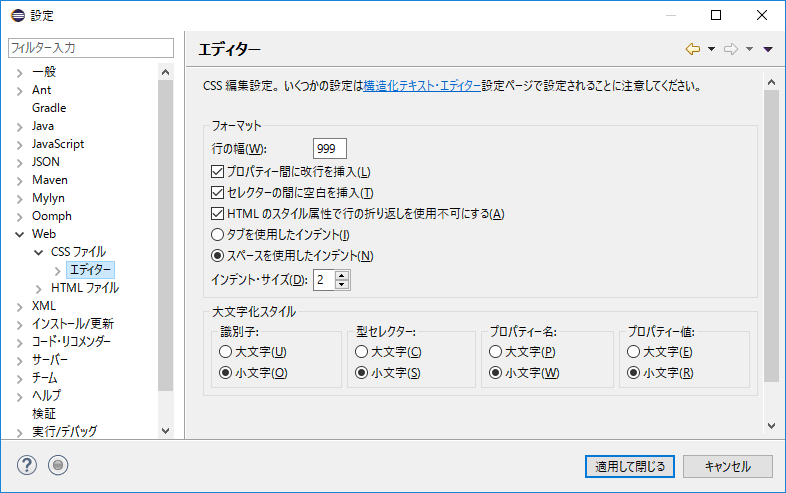 設定
フィルター入力
一般
Ant
Gradle
Java
JavaScript
JSON
Maven
Mylyn
Oomph
Web
CSS ファイル
エディター
HTML ファイル
XML
インストール/更新
コード・リコメンダー
サーバー
チーム
ヘルプ
検証
実行/デバッグ
エディター
CSS 編集設定。いくつかの設定は構造化テキスト・エディター設定ページで設定されることに注意してください。
フォーマット
行の幅(W): 999
プロパティー間に改行を挿入(L)
セレクターの間に空白を挿入(T)
HTML のスタイル属性で行の折り返しを使用不可にする(A)
タブを使用したインデント(I)
スペースを使用したインデント(N)
インデント・サイズ(D): 2
大文字化スタイル
識別子: 型セレクター: プロパティー名: プロパティー値:
大文字(U) 大文字(C) 大文字(P) 大文字(E)
小文字(O) 小文字(S) 小文字(W) 小文字(R)
? 適用して閉じる キャンセル